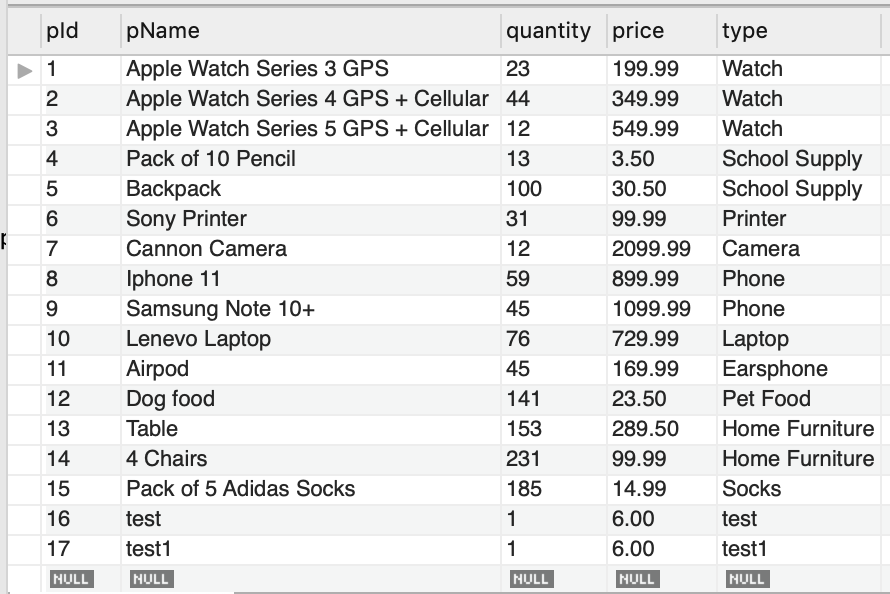 pId pName quantity price type
1 Apple Watch Series 3 GPS 23 199.99 Watch
2 Apple Watch Series 4 GPS + Cellular 44 349.99 Watch
3 Apple Watch Series 5 GPS + Cellular 12 549.99 Watch
4 Pack of 10 Pencil 13 3.50 School Supply
5 Backpack 100 30.50 School Supply
6 Sony Printer 31 99.99 Printer
7 Cannon Camera 12 2099.99 Camera
8 Iphone 11 59 899.99 Phone
9 Samsung Note 10+ 45 1099.99 Phone
10 Lenevo Laptop 76 729.99 Laptop
11 Airpod 45 169.99 Earsphone
12 Dog food 141 23.50 Pet Food
13 Table 153 289.50 Home Furniture
14 4 Chairs 231 99.99 Home Furniture
15 Pack of 5 Adidas Socks 185 14.99 Socks
16 test 1 6.00 test
17 test1 1 6.00 test1
NULL NULL NULL NULL NULL